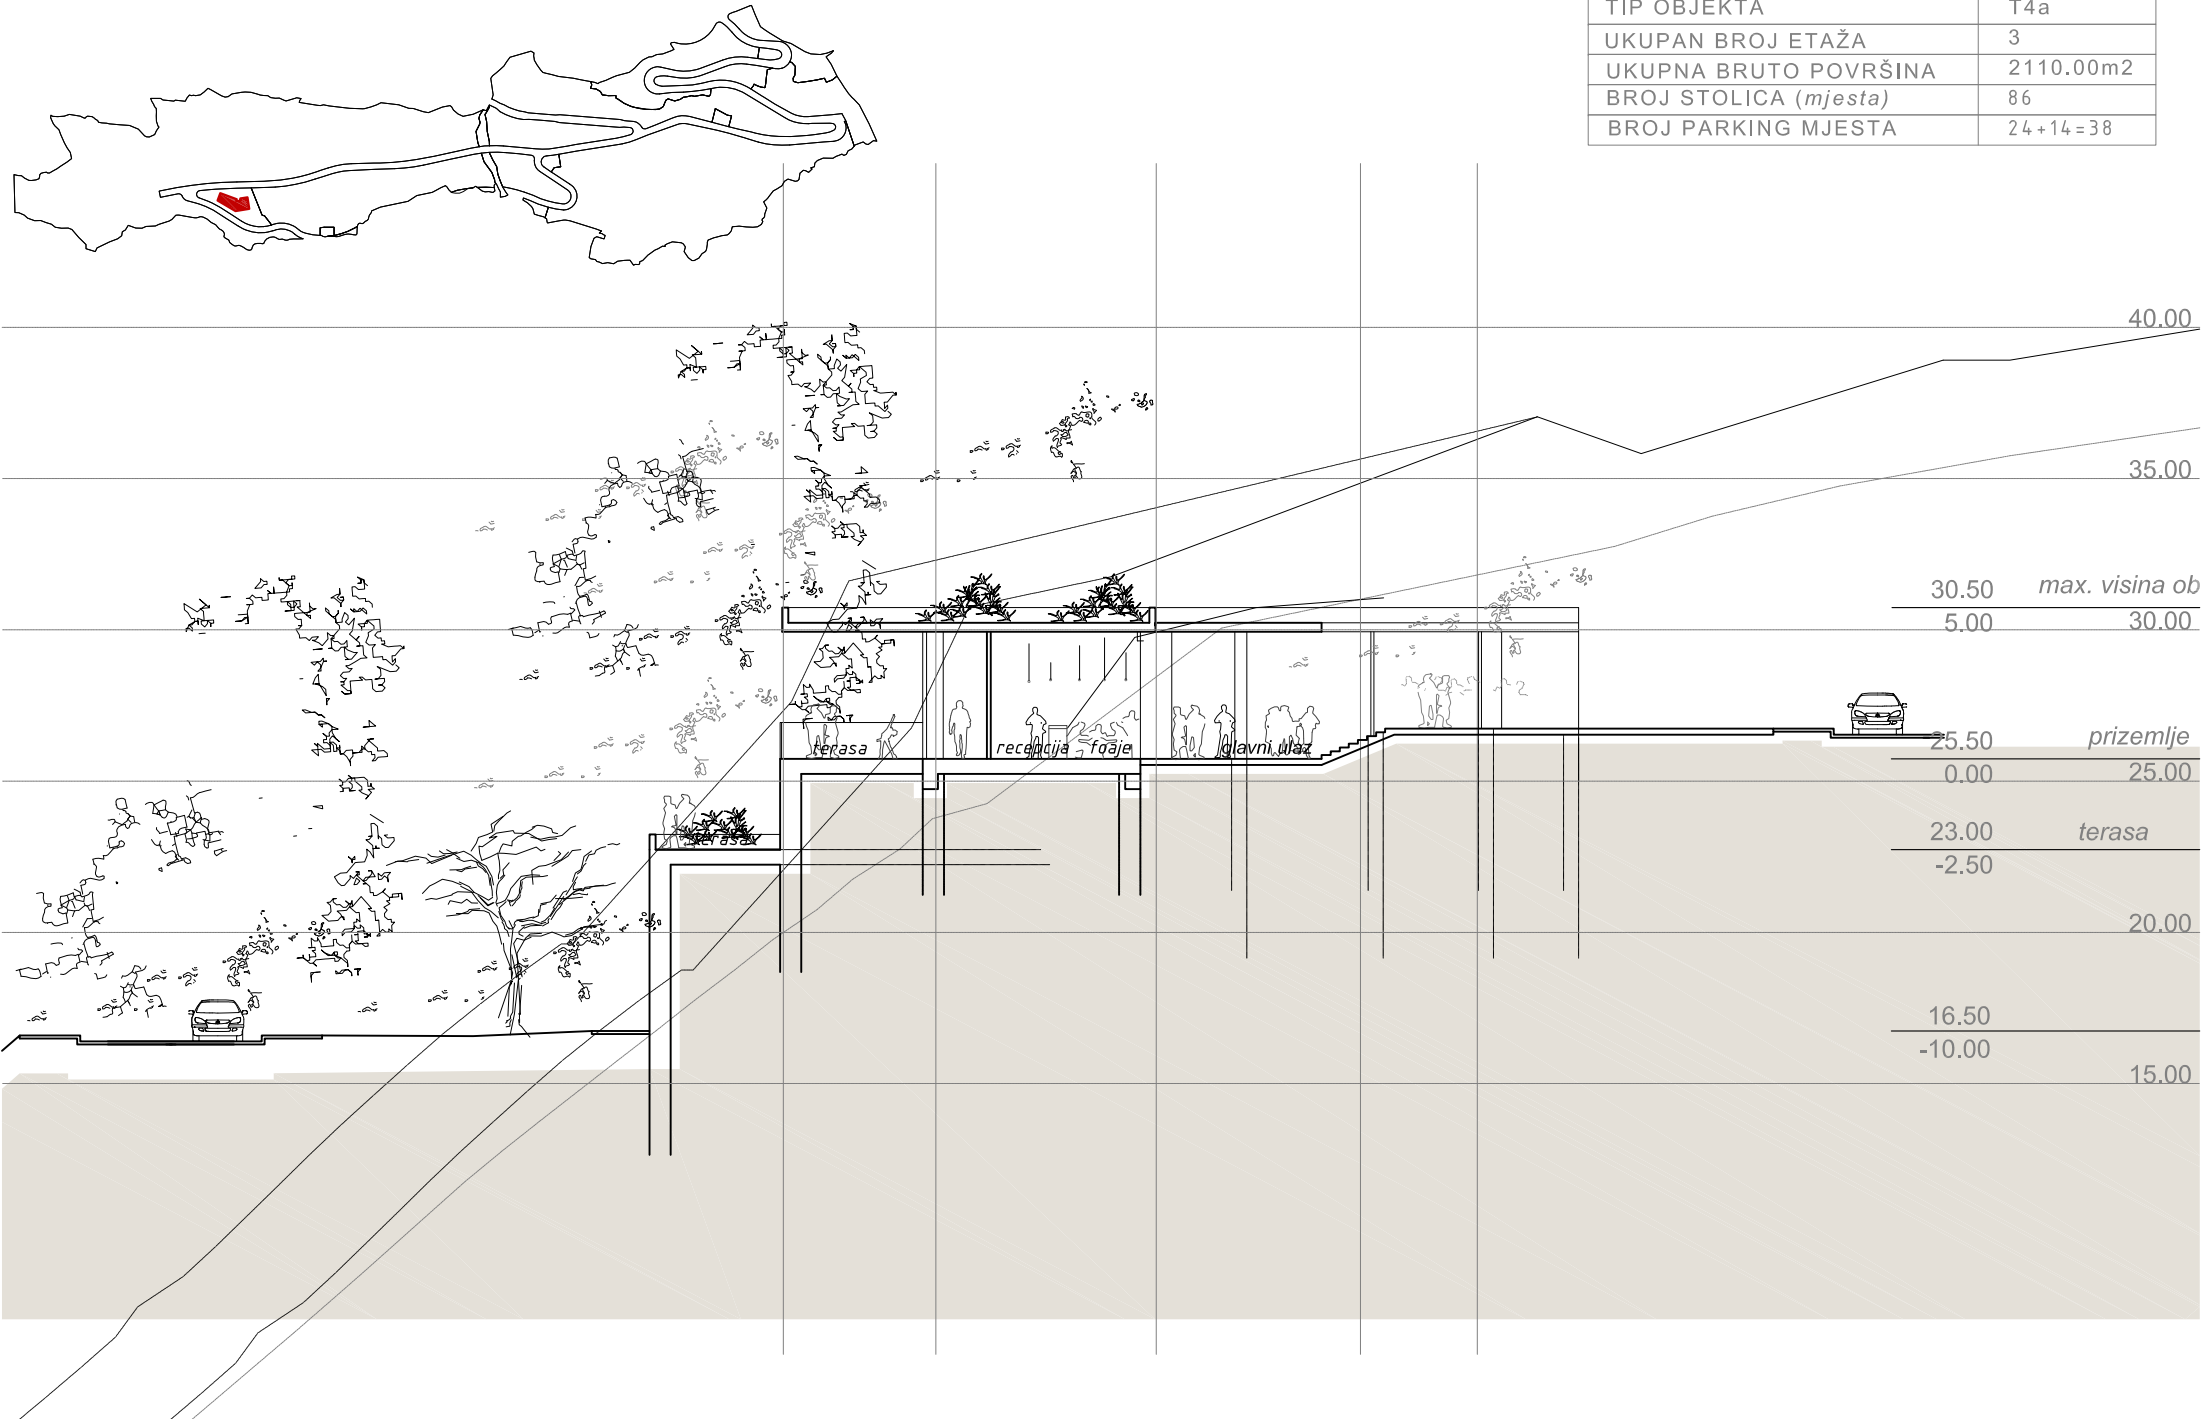 TIP OBJEKTA T4a
UKUPAN BROJ ETAŽA 3
UKUPNA BRUTO POVRŠINA 2110.00m2
BROJ STOLICA (mjesta) 86
BROJ PARKING MJESTA 24+14=38
40.00
35.00
30.50 max. visina ob
5.00 30.00
terasa recepcija - foaje glavni ulaz
25.50 prizemlje
0.00 25.00
terasa
23.00 terasa
-2.50
20.00
16.50
-10.00
15.00